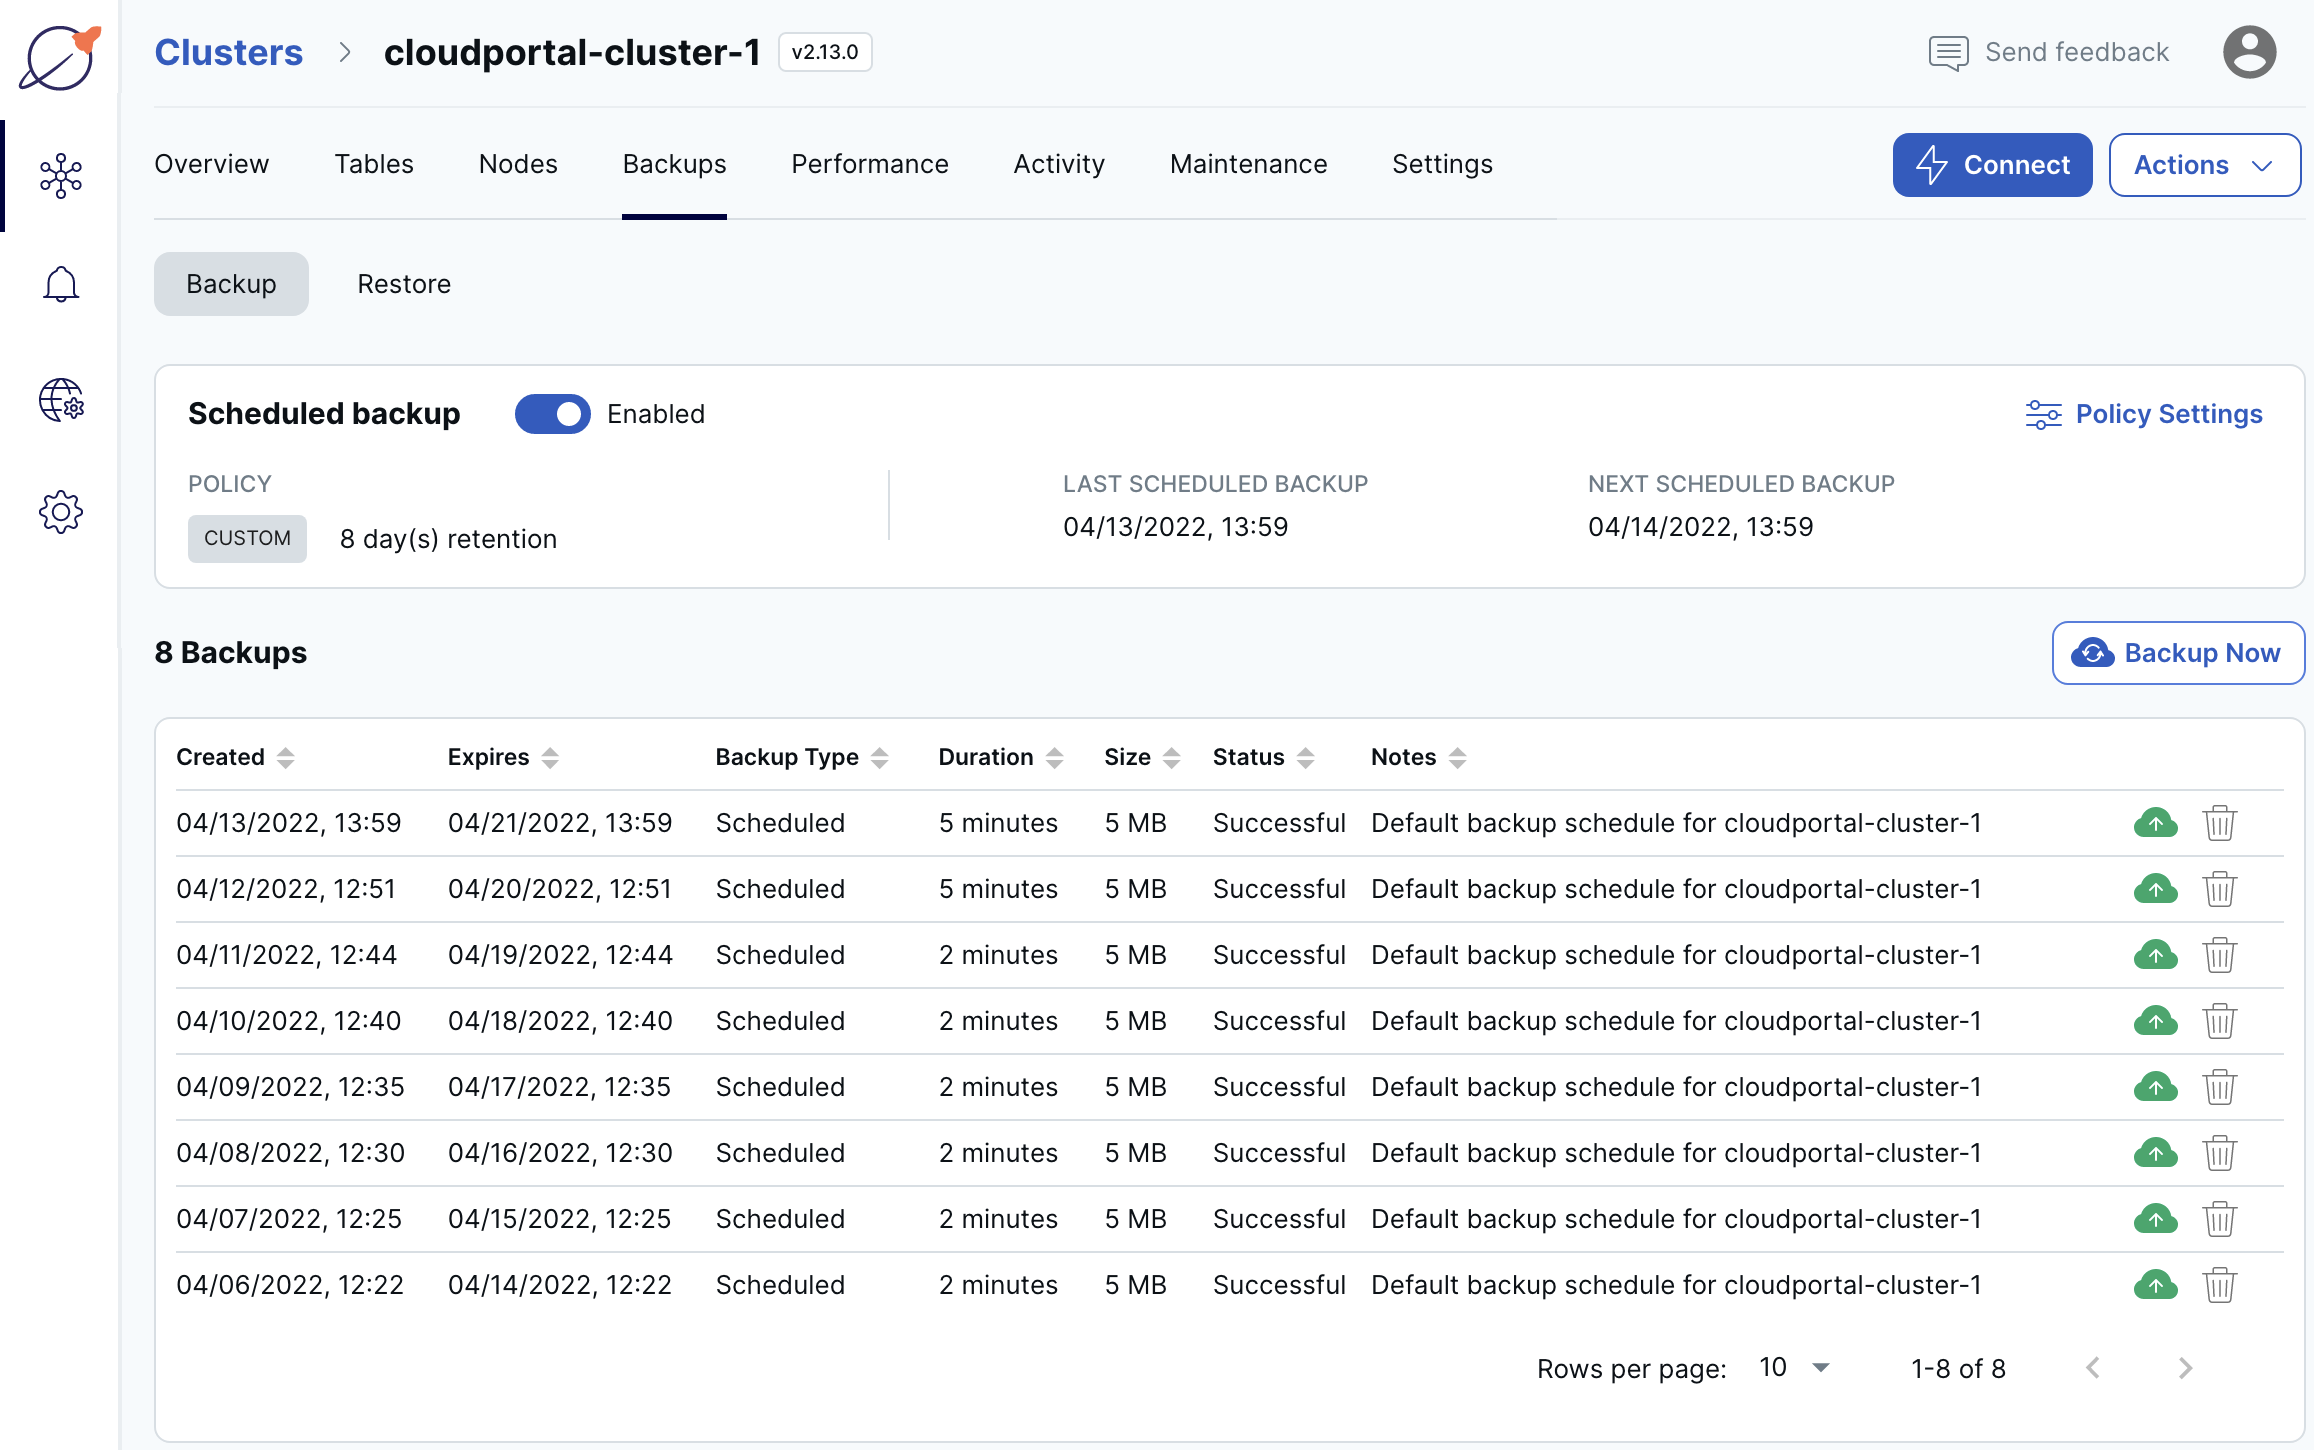 Clusters > cloudportal-cluster-1 v2.13.0 Send feedback
Overview Tables Nodes Backups Performance Activity Maintenance Settings Connect Actions
Backup Restore
Scheduled backup Enabled Policy Settings
POLICY LAST SCHEDULED BACKUP NEXT SCHEDULED BACKUP
CUSTOM 8 day(s) retention 04/13/2022, 13:59 04/14/2022, 13:59
8 Backups Backup Now
Created Expires Backup Type Duration Size Status Notes
04/13/2022, 13:59 04/21/2022, 13:59 Scheduled 5 minutes 5 MB Successful Default backup schedule for cloudportal-cluster-1
04/12/2022, 12:51 04/20/2022, 12:51 Scheduled 5 minutes 5 MB Successful Default backup schedule for cloudportal-cluster-1
04/11/2022, 12:44 04/19/2022, 12:44 Scheduled 2 minutes 5 MB Successful Default backup schedule for cloudportal-cluster-1
04/10/2022, 12:40 04/18/2022, 12:40 Scheduled 2 minutes 5 MB Successful Default backup schedule for cloudportal-cluster-1
04/09/2022, 12:35 04/17/2022, 12:35 Scheduled 2 minutes 5 MB Successful Default backup schedule for cloudportal-cluster-1
04/08/2022, 12:30 04/16/2022, 12:30 Scheduled 2 minutes 5 MB Successful Default backup schedule for cloudportal-cluster-1
04/07/2022, 12:25 04/15/2022, 12:25 Scheduled 2 minutes 5 MB Successful Default backup schedule for cloudportal-cluster-1
04/06/2022, 12:22 04/14/2022, 12:22 Scheduled 2 minutes 5 MB Successful Default backup schedule for cloudportal-cluster-1
Rows per page: 10 1-8 of 8